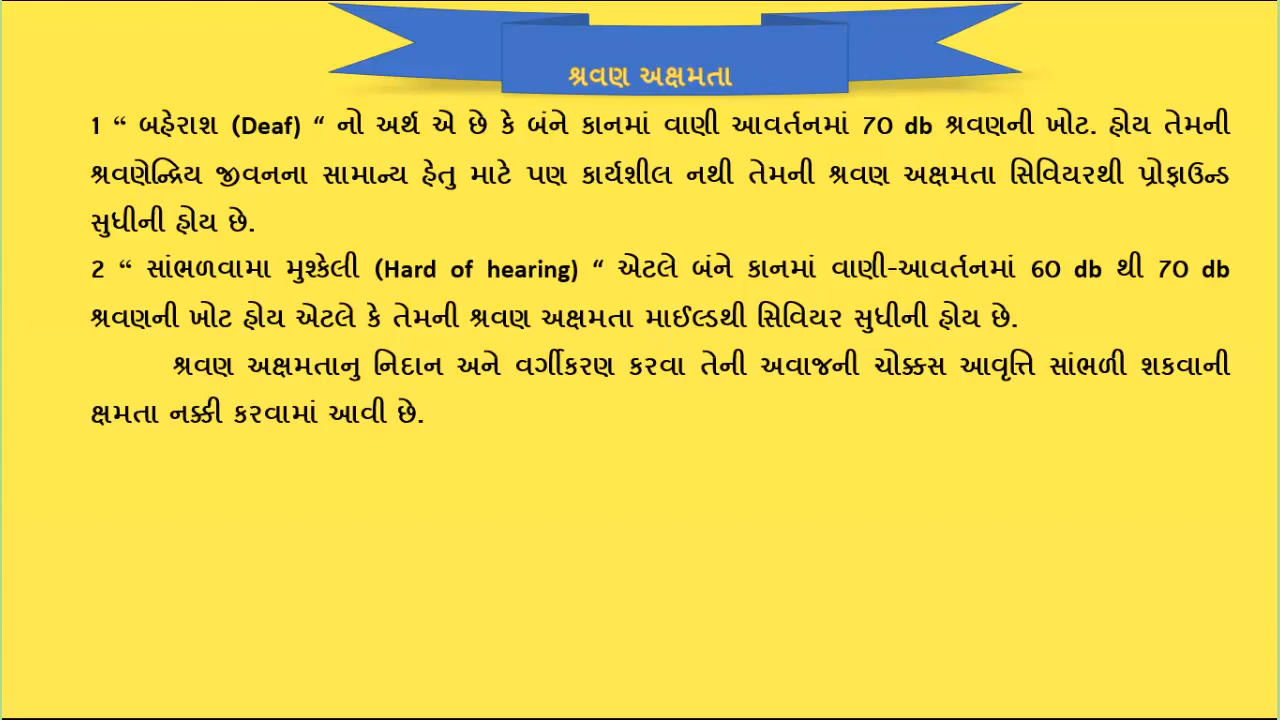 શ્રવણ અક્ષમતા
1 “ બહેરાશ (Deaf) “ નો અર્થ એ છે કે બંને કાનમાં વાણી આવર્તનમાં 70 db શ્રવણની ખોટ. હોય તેમની
શ્રવણેન્દ્રિય જીવનના સામાન્ય હેતુ માટે પણ કાર્યશીલ નથી તેમની શ્રવણ અક્ષમતા સિવિયરથી પ્રોફાઉન્ડ
સુધીની હોય છે.
2 “ સાંભળવામા મુશ્કેલી (Hard of hearing) “ એટલે બંને કાનમાં વાણી-આવર્તનમાં 60 db થી 70 db
શ્રવણની ખોટ હોય એટલે કે તેમની શ્રવણ અક્ષમતા માઈલ્ડથી સિવિયર સુધીની હોય છે.
શ્રવણ અક્ષમતાનુ નિદાન અને વર્ગીકરણ કરવા તેની અવાજની ચોક્કસ આવૃત્તિ સાંભળી શકવાની
ક્ષમતા નક્કી કરવામાં આવી છે.